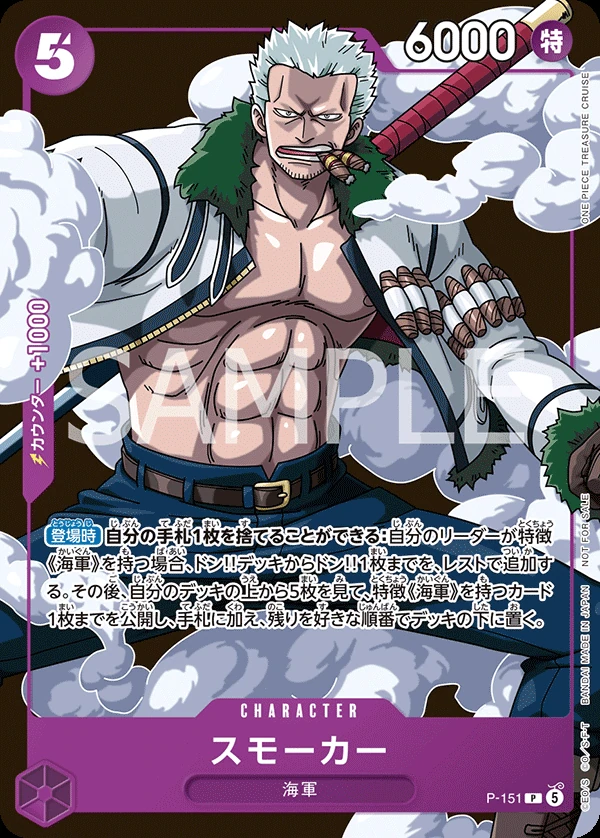 5
6000
特
ONE PIECE TREASURE CRUISE
カウンター +1000
SAMPLE
登場時 自分の手札1枚を捨てることができる:自分のリーダーが特徴
《海軍》を持つ場合、ドン!!デッキからドン!!1枚までを、レストで追加す
る。その後、自分のデッキの上から5枚を見て、特徴《海軍》を持つカード
1枚までを公開し、手札に加え、残りを好きな順番でデッキの下に置く。
NOT FOR SALE
BANDAI MADE IN JAPAN
©E.O/S. ©O/S・F・T
CHARACTER
スモーカー
海軍
P-151 P 5